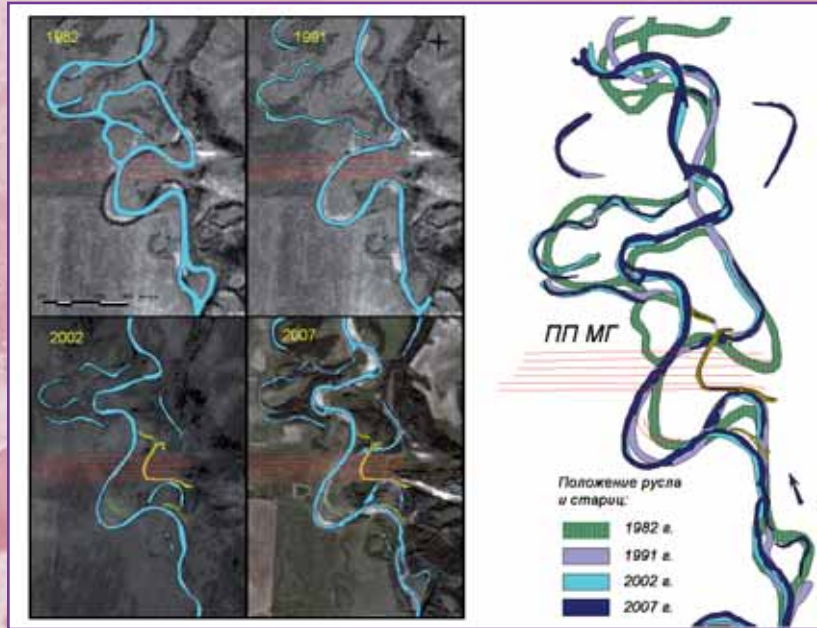 1982
1991
2002
2007
ПП МГ
Положение русла
и стариц:
1982 г.
1991 г.
2002 г.
2007 г.